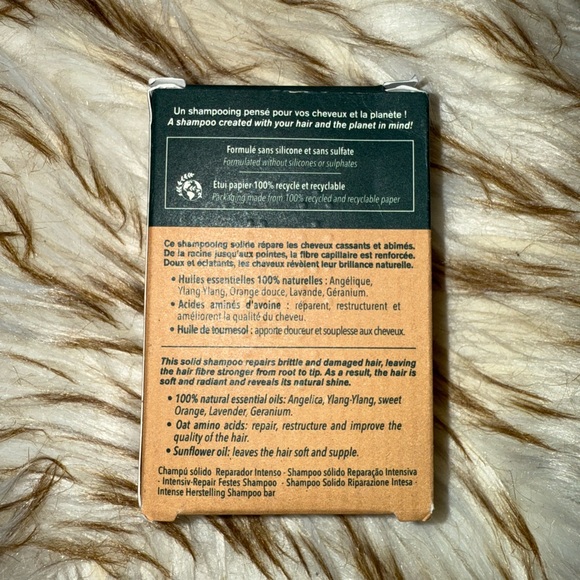 Un shampooing pensé pour vos cheveux et la planète !
A shampoo created with your hair and the planet in mind!
Formulé sans silicone et sans sulfate
Formulated without silicones or sulphates
Étui papier 100% recyclé et recyclable
Packaging made from 100% recycled and recyclable paper
Ce shampooing solide répare les cheveux cassants et abimés.
De la racine jusqu'aux pointes, la fibre capillaire est renforcée.
Doux et éclatants, les cheveux révèlent leur brillance naturelle.
• Huiles essentielles 100% naturelles : Angélique,
Ylang Ylang, Orange douce, Lavande, Géranium.
• Acides aminés d'avoine : réparent, restructurent et
améliorent la qualité du cheveu.
• Huile de tournesol : apporte douceur et souplesse aux cheveux.
This solid shampoo repairs brittle and damaged hair, leaving
the hair fibre stronger from root to tip. As a result, the hair is
soft and radiant and reveals its natural shine.
• 100% natural essential oils: Angelica, Ylang-Ylang, sweet
Orange, Lavender, Geranium.
• Oat amino acids: repair, restructure and improve the
quality of the hair.
• Sunflower oil: leaves the hair soft and supple.
Champú sólido Reparador Intenso · Shampoo sólido Reparação Intensiva
· Intensiv-Repair Festes Shampoo · Shampoo Solido Riparazione Intesa ·
Intense Herstelling Shampoo bar